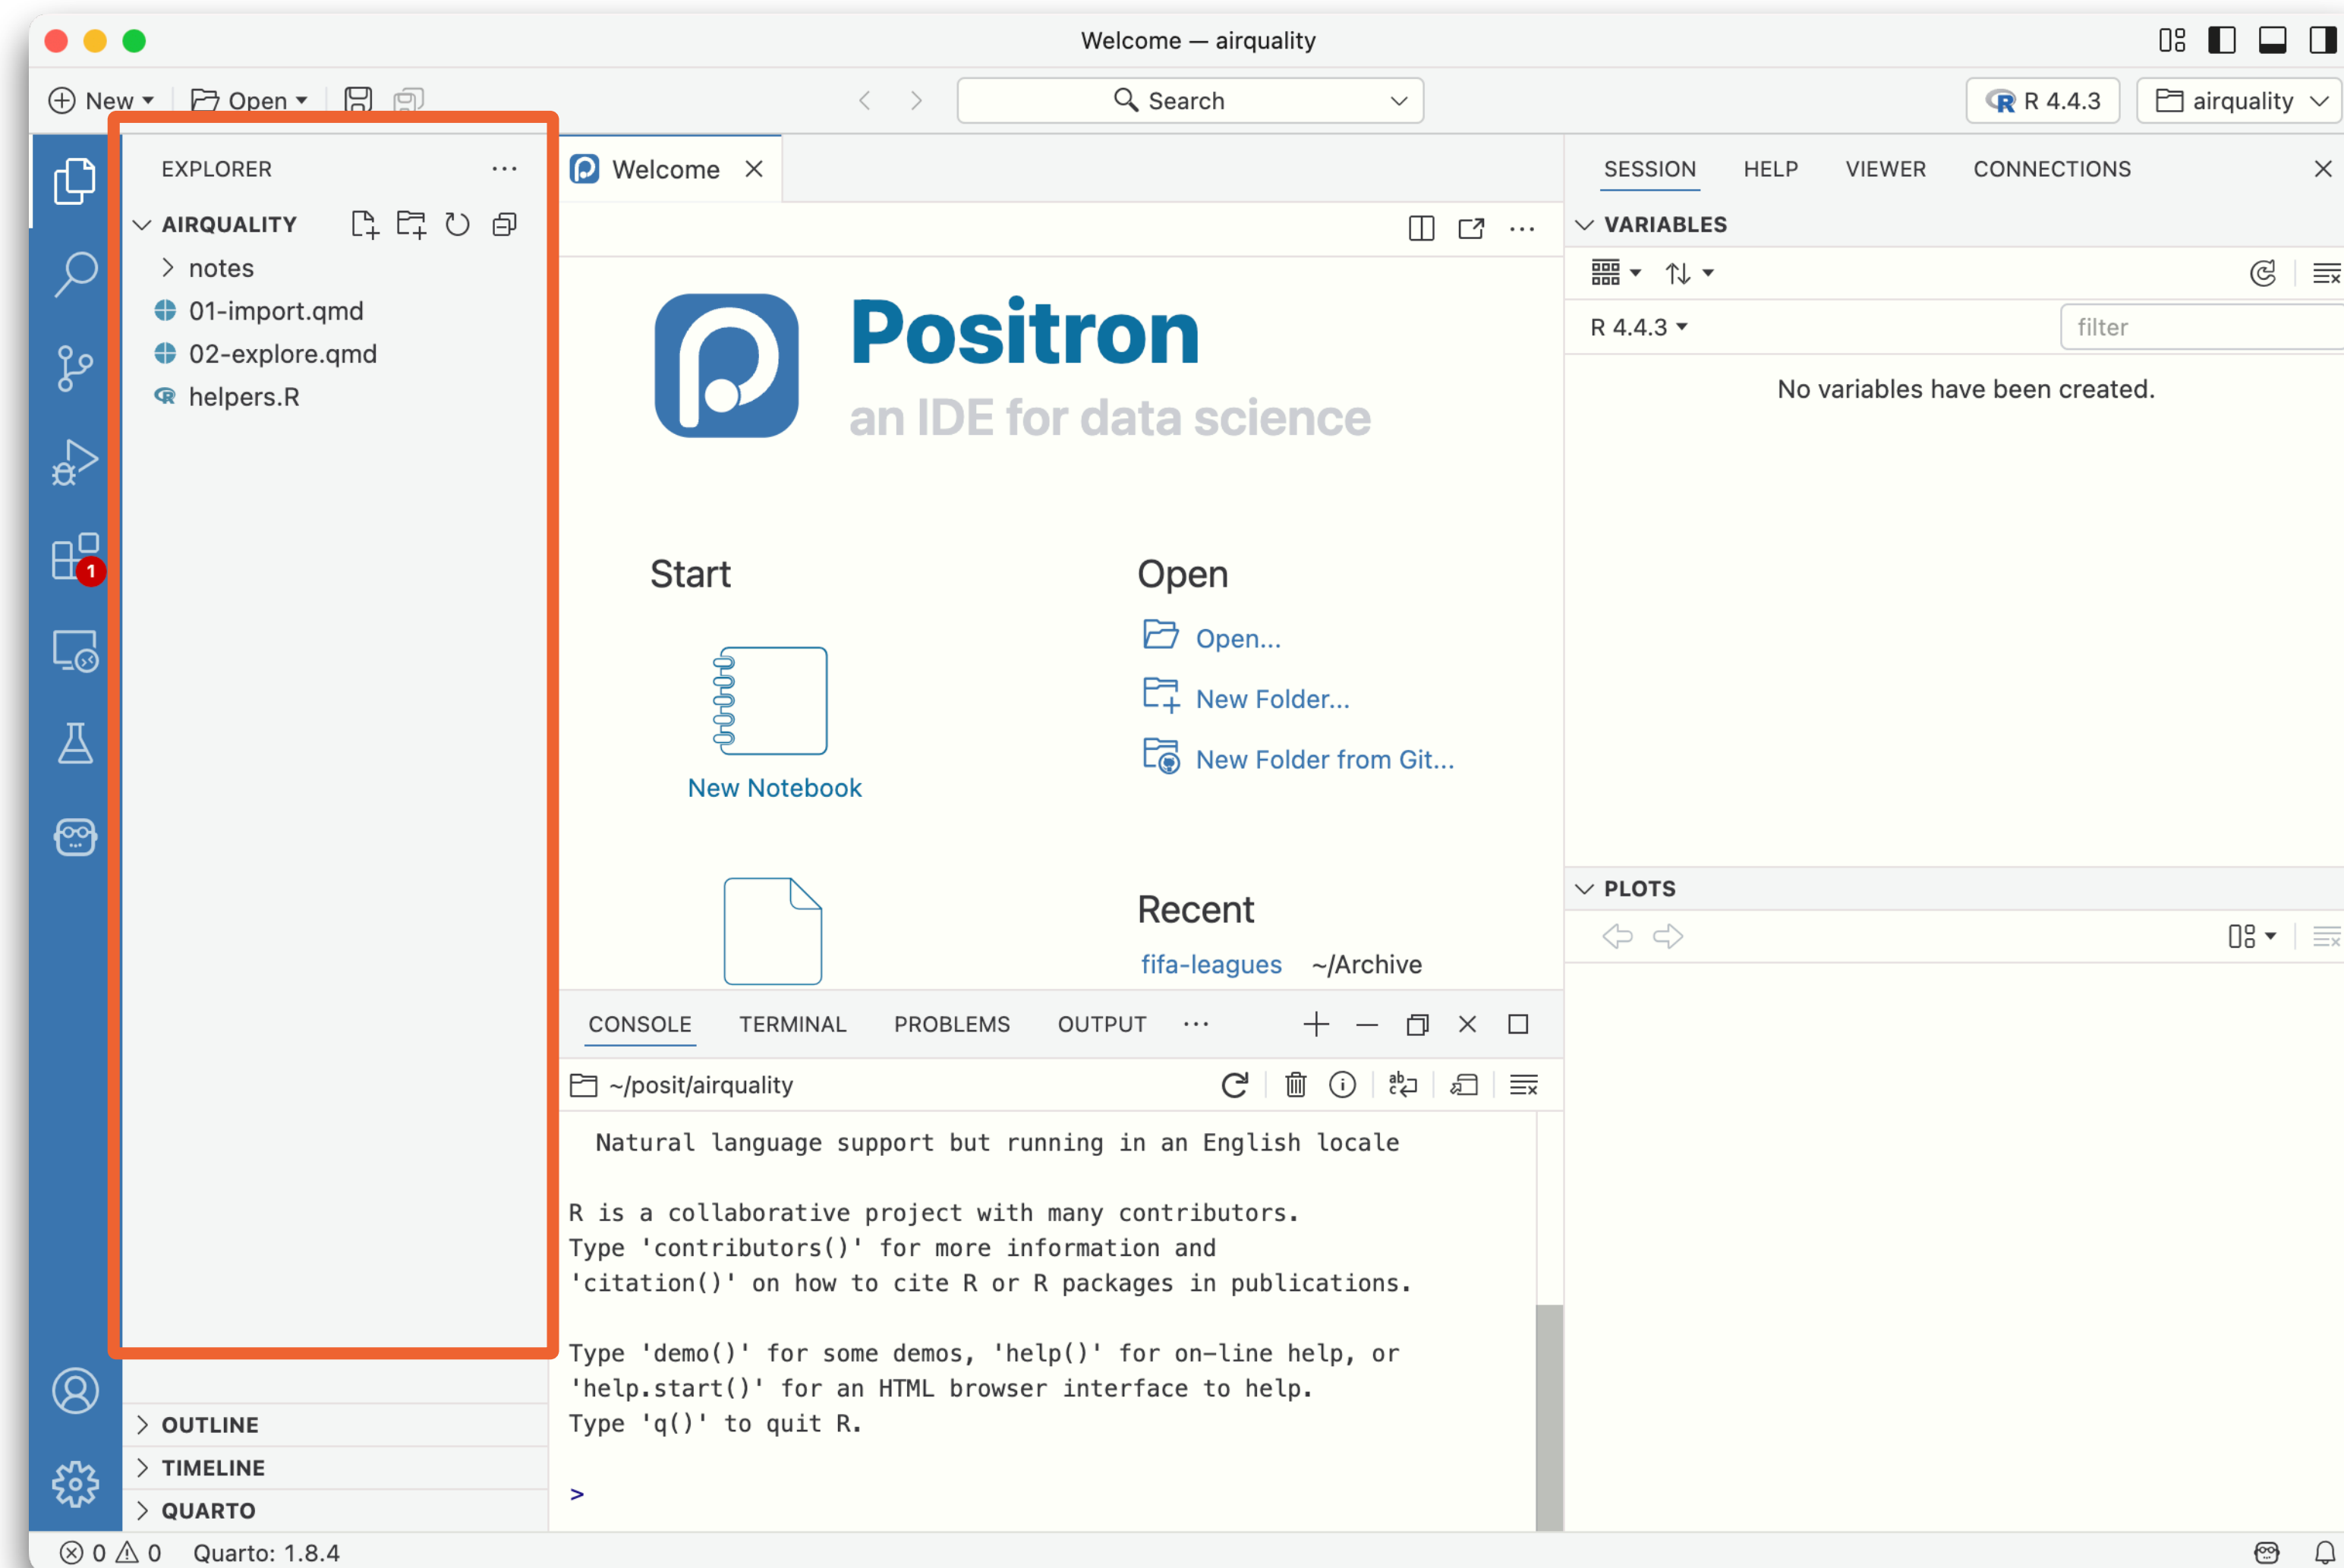 Welcome — airquality
New
Open
Search
R 4.4.3
airquality
EXPLORER
AIRQUALITY
notes
01-import.qmd
02-explore.qmd
helpers.R
OUTLINE
TIMELINE
QUARTO
1
Welcome
Positron
an IDE for data science
Start
New Notebook
Open
Open...
New Folder...
New Folder from Git...
Recent
fifa-leagues ~/Archive
CONSOLE TERMINAL PROBLEMS OUTPUT
~/posit/airquality
Natural language support but running in an English locale
R is a collaborative project with many contributors.
Type 'contributors()' for more information and
'citation()' on how to cite R or R packages in publications.
Type 'demo()' for some demos, 'help()' for on-line help, or
'help.start()' for an HTML browser interface to help.
Type 'q()' to quit R.
>
SESSION HELP VIEWER CONNECTIONS
VARIABLES
R 4.4.3
filter
No variables have been created.
PLOTS
0 0 Quarto: 1.8.4